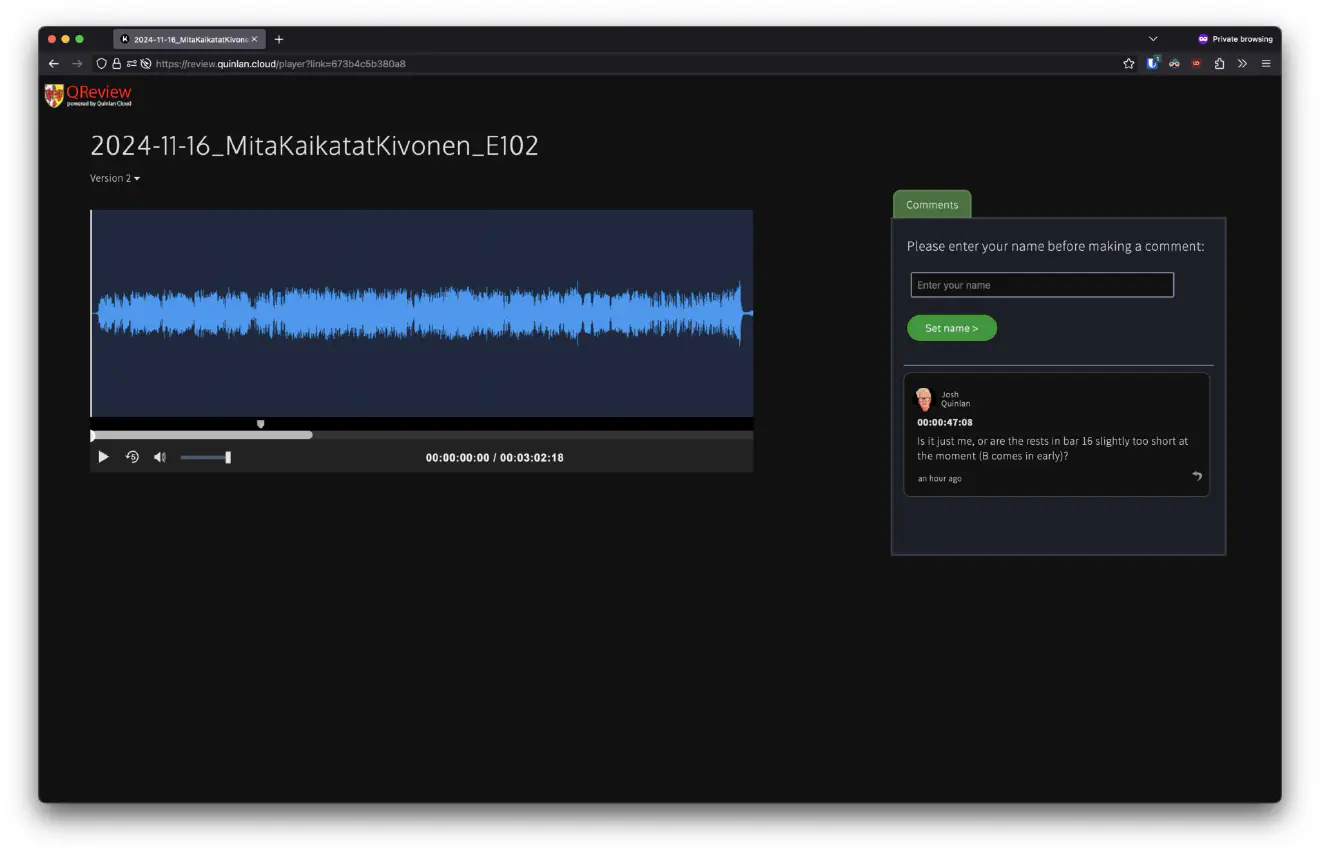 2024-11-16_MitaKaikatatKivone
Private browsing
https://review.quinlan.cloud/player?link=673b4c5b380a8
QReview
powered by Quinlan Cloud
2024-11-16_MitaKaikatatKivonen_E102
Version 2
Comments
Please enter your name before making a comment:
Enter your name
Set name >
Josh
Quinlan
00:00:47:08
Is it just me, or are the rests in bar 16 slightly too short at
the moment (B comes in early)?
an hour ago
5
00:00:00:00 / 00:03:02:18